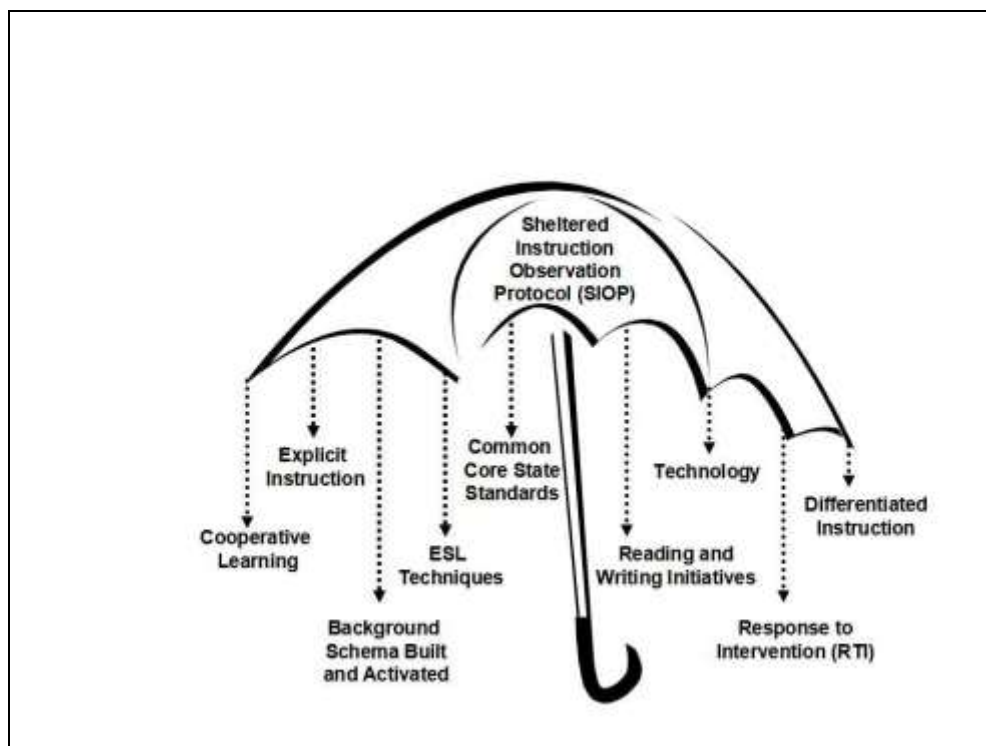 Sheltered
Instruction
Observation
Protocol (SIOP)
Cooperative
Learning
Explicit
Instruction
Background
Schema Built
and Activated
ESL
Techniques
Common
Core State
Standards
Reading and
Writing Initiatives
Technology
Response to
Intervention (RTI)
Differentiated
Instruction